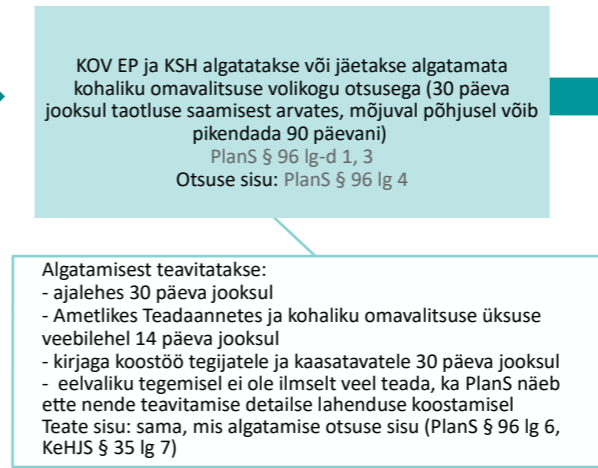 KOV EP ja KSH algatatakse või jäetakse algatamata
kohaliku omavalitsuse volikogu otsusega (30 päeva
jooksul taotluse saamisest arvates, mõjuval põhjusel võib
pikendada 90 päevani)
PlanS § 96 lg-d 1, 3
Otsuse sisu: PlanS § 96 lg 4
Algatamisest teavitatakse:
- ajalehes 30 päeva jooksul
- Ametlikes Teadaannetes ja kohaliku omavalitsuse üksuse
veebilehel 14 päeva jooksul
- kirjaga koostöö tegijatele ja kaasatavatele 30 päeva jooksul
- eelvaliku tegemisel ei ole ilmselt veel teada, ka PlanS näeb
ette nende teavitamise detailse lahenduse koostamisel
Teate sisu: sama, mis algatamise otsuse sisu (PlanS § 96 lg 6,
KeHJS § 35 lg 7)